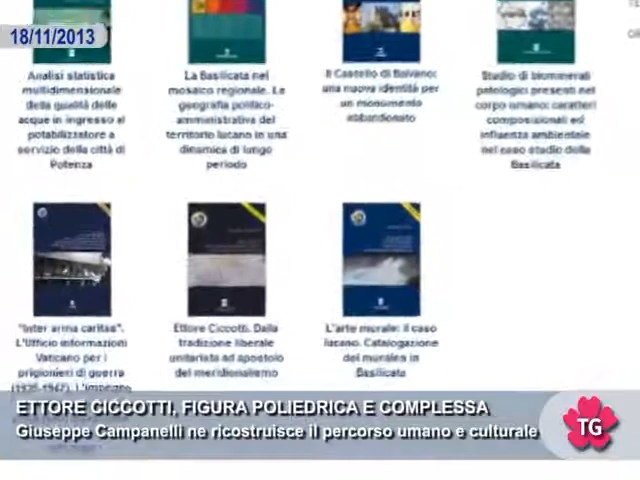 18/11/2013
TE
OR
Analisi statistica
multidimensionale
della qualità delle
acque in ingresso al
potabilizzatore a
servizio della città di
Potenza
La Basilicata nel
mosaico regionale. La
geografia politico-
amministrativa del
territorio lucano in una
dinamica di lungo
periodo
Il Castello di Balvano:
una nuova identità per
un monumento
abbandonato
Studio di biominerali
patologici presenti nel
corpo umano: caratteri
composizionali ed
influenza ambientale
nel caso studio della
Basilicata
"Inter arma caritas".
L'Ufficio informazioni
Vaticano per i
prigionieri di guerra
Ettore Ciccotti. Dalla
tradizione liberale
unitarista ad apostolo
del meridionalismo
L'arte murale: il caso
lucano. Catalogazione
dei murales in
Basilicata
ETTORE CICCOTTI, FIGURA POLIEDRICA E COMPLESSA
Giuseppe Campanelli ne ricostruisce il percorso umano e culturale
TG